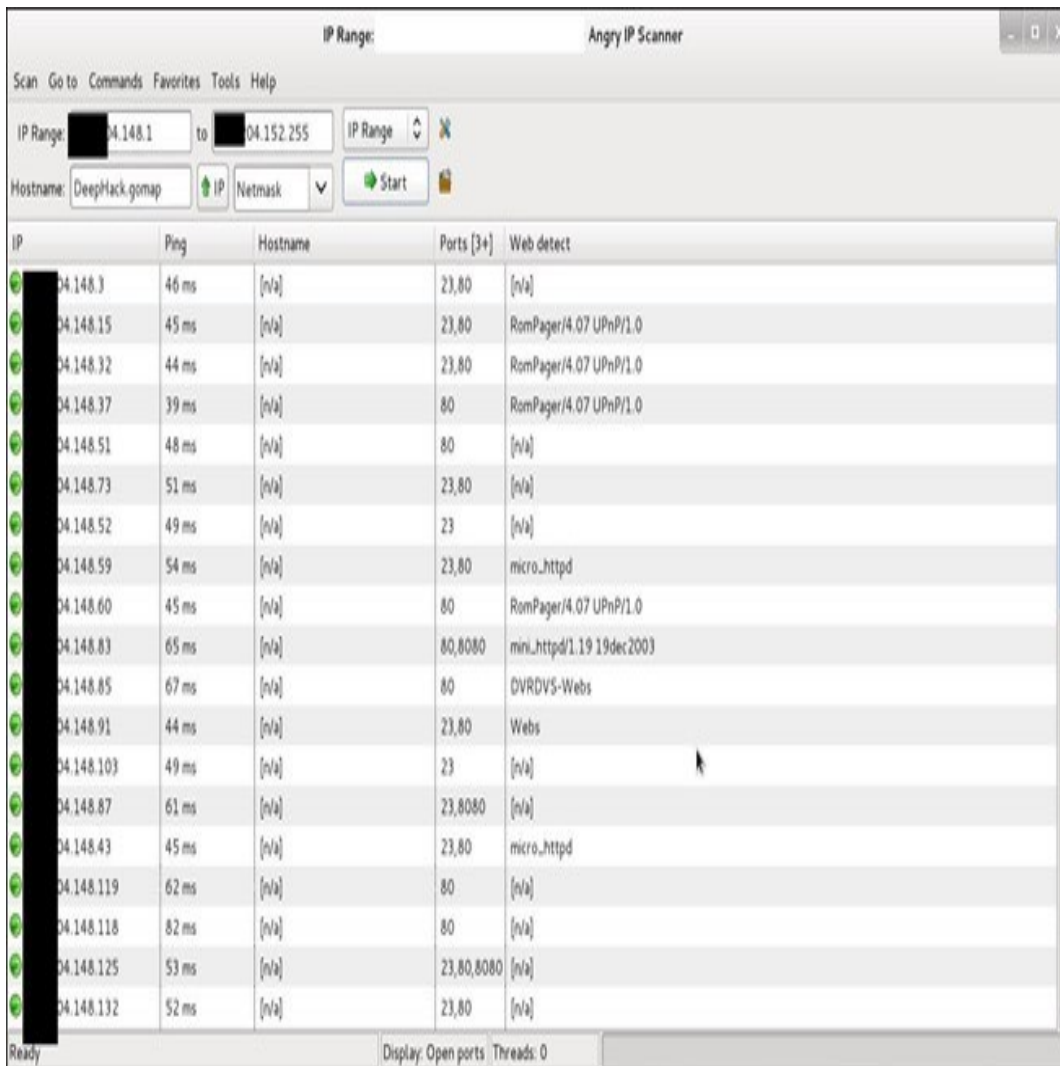 IP Range: Angry IP Scanner
Scan Go to Commands Favorites Tools Help
IP Range: 04.148.1 to 04.152.255 IP Range
Hostname: DeepHack.gomap IP Netmask Start
IP Ping Hostname Ports [3+] Web detect
04.148.3 46 ms [n/a] 23,80 [n/a]
04.148.15 45 ms [n/a] 23,80 RomPager/4.07 UPnP/1.0
04.148.32 44 ms [n/a] 23,80 RomPager/4.07 UPnP/1.0
04.148.37 39 ms [n/a] 80 RomPager/4.07 UPnP/1.0
04.148.51 48 ms [n/a] 80 [n/a]
04.148.73 51 ms [n/a] 23,80 [n/a]
04.148.52 49 ms [n/a] 23 [n/a]
04.148.59 54 ms [n/a] 23,80 micro_httpd
04.148.60 45 ms [n/a] 80 RomPager/4.07 UPnP/1.0
04.148.83 65 ms [n/a] 80,8080 mini_httpd/1.19 19dec2003
04.148.85 67 ms [n/a] 80 DVRDVS-Webs
04.148.91 44 ms [n/a] 23,80 Webs
04.148.103 49 ms [n/a] 23 [n/a]
04.148.87 61 ms [n/a] 23,8080 [n/a]
04.148.43 45 ms [n/a] 23,80 micro_httpd
04.148.119 62 ms [n/a] 80 [n/a]
04.148.118 82 ms [n/a] 80 [n/a]
04.148.125 53 ms [n/a] 23,80,8080 [n/a]
04.148.132 52 ms [n/a] 23,80 [n/a]
Ready Display: Open ports Threads: 0